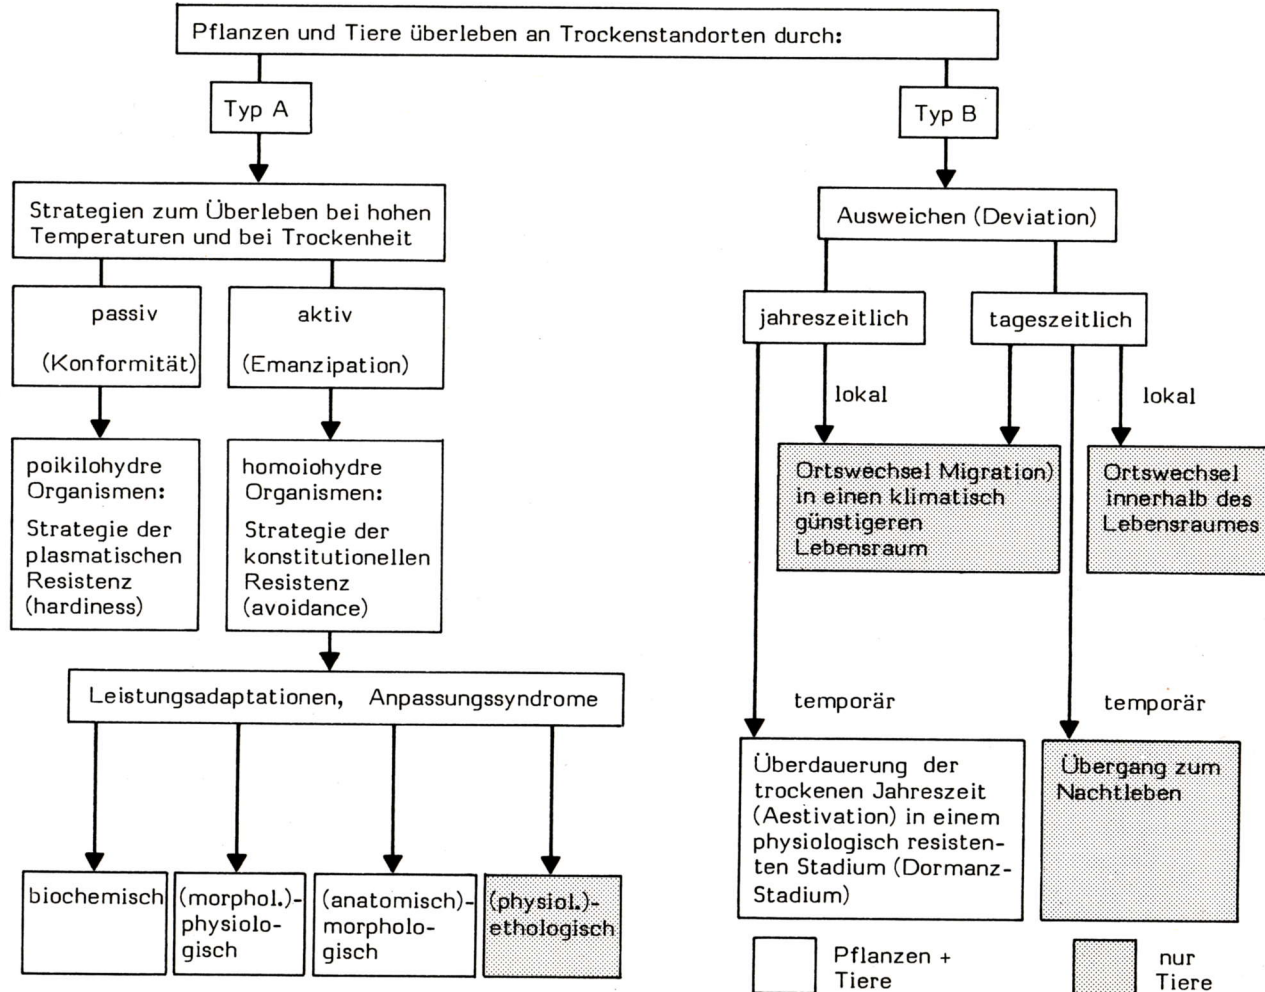 Pflanzen und Tiere überleben an Trockenstandorten durch:
Typ A
Typ B
Strategien zum Überleben bei hohen
Temperaturen und bei Trockenheit
Ausweichen (Deviation)
passiv
(Konformität)
aktiv
(Emanzipation)
jahreszeitlich
tageszeitlich
lokal
lokal
poikilohydre
Organismen:
Strategie der
plasmatischen
Resistenz
(hardiness)
homoiohydre
Organismen:
Strategie der
konstitutionellen
Resistenz
(avoidance)
Ortswechsel Migration)
in einen klimatisch
günstigeren
Lebensraum
Ortswechsel
innerhalb des
Lebensraumes
Leistungsadaptationen, Anpassungssyndrome
temporär
temporär
Überdauerung der
trockenen Jahreszeit
(Aestivation) in einem
physiologisch resisten-
ten Stadium (Dormanz-
Stadium)
Übergang zum
Nachtleben
biochemisch
(morphol.)-
physiolo-
gisch
(anatomisch)-
morpholo-
gisch
(physiol.)-
ethologisch
Pflanzen +
Tiere
nur
Tiere